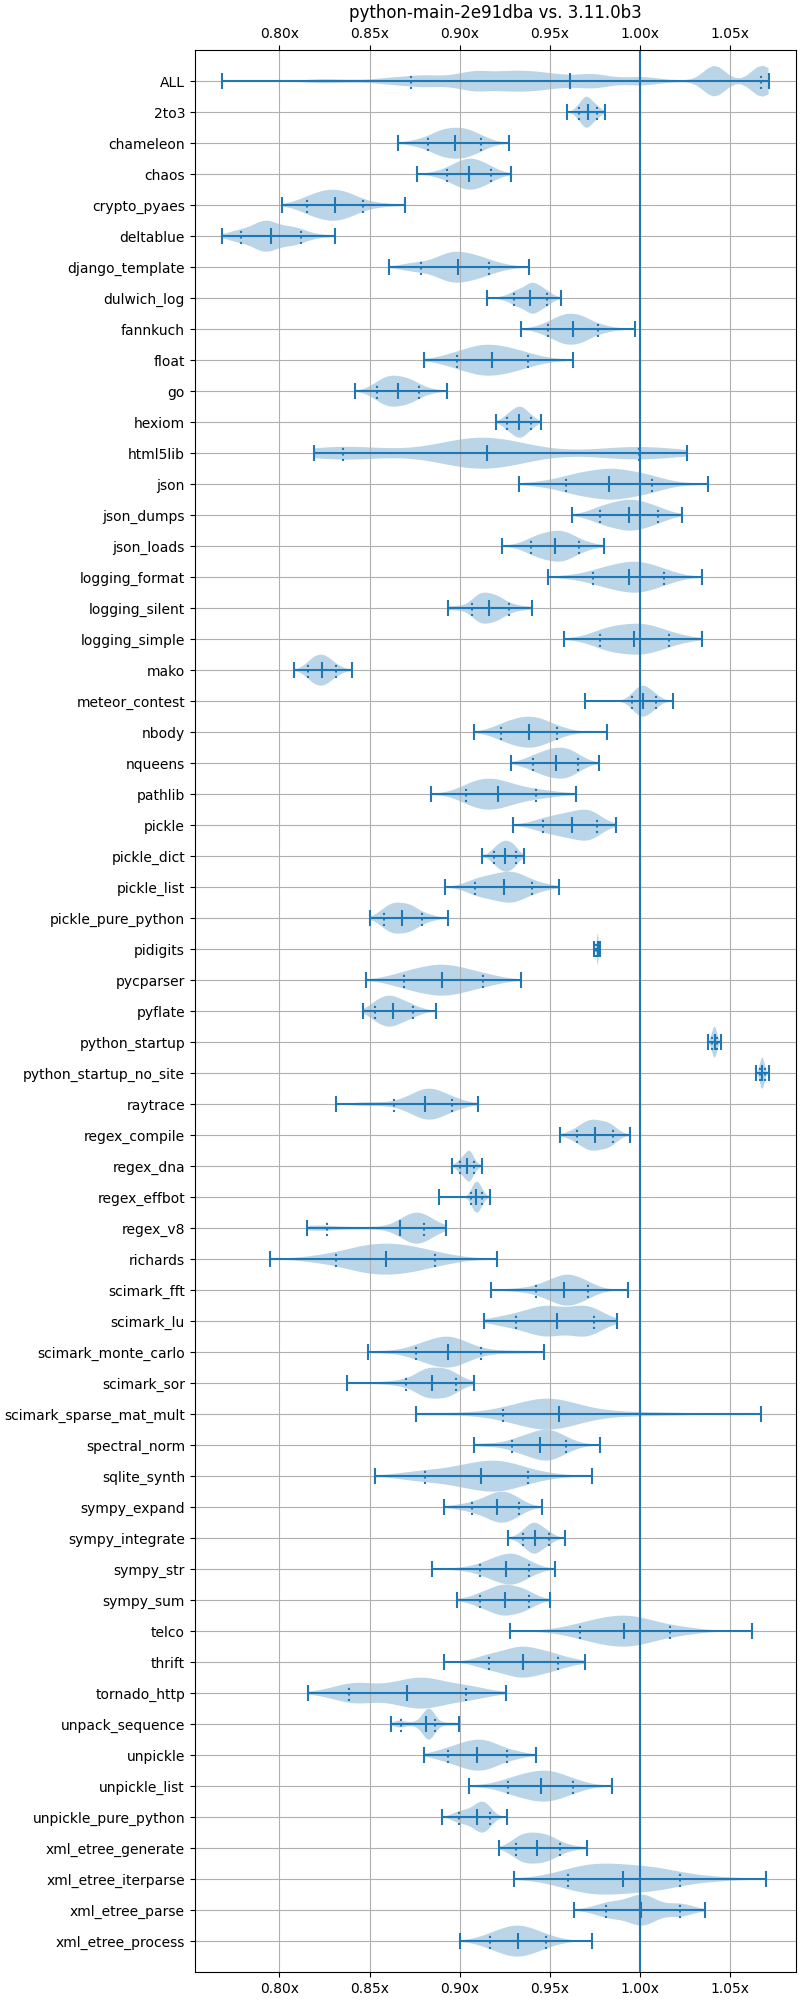 python-main-2e91dba vs. 3.11.0b3
0.80x 0.85x 0.90x 0.95x 1.00x 1.05x
ALL
2to3
chameleon
chaos
crypto_pyaes
deltablue
django_template
dulwich_log
fannkuch
float
go
hexiom
html5lib
json
json_dumps
json_loads
logging_format
logging_silent
logging_simple
mako
meteor_contest
nbody
nqueens
pathlib
pickle
pickle_dict
pickle_list
pickle_pure_python
pidigits
pycparser
pyflate
python_startup
python_startup_no_site
raytrace
regex_compile
regex_dna
regex_effbot
regex_v8
richards
scimark_fft
scimark_lu
scimark_monte_carlo
scimark_sor
scimark_sparse_mat_mult
spectral_norm
sqlite_synth
sympy_expand
sympy_integrate
sympy_str
sympy_sum
telco
thrift
tornado_http
unpack_sequence
unpickle
unpickle_list
unpickle_pure_python
xml_etree_generate
xml_etree_iterparse
xml_etree_parse
xml_etree_process
0.80x 0.85x 0.90x 0.95x 1.00x 1.05x